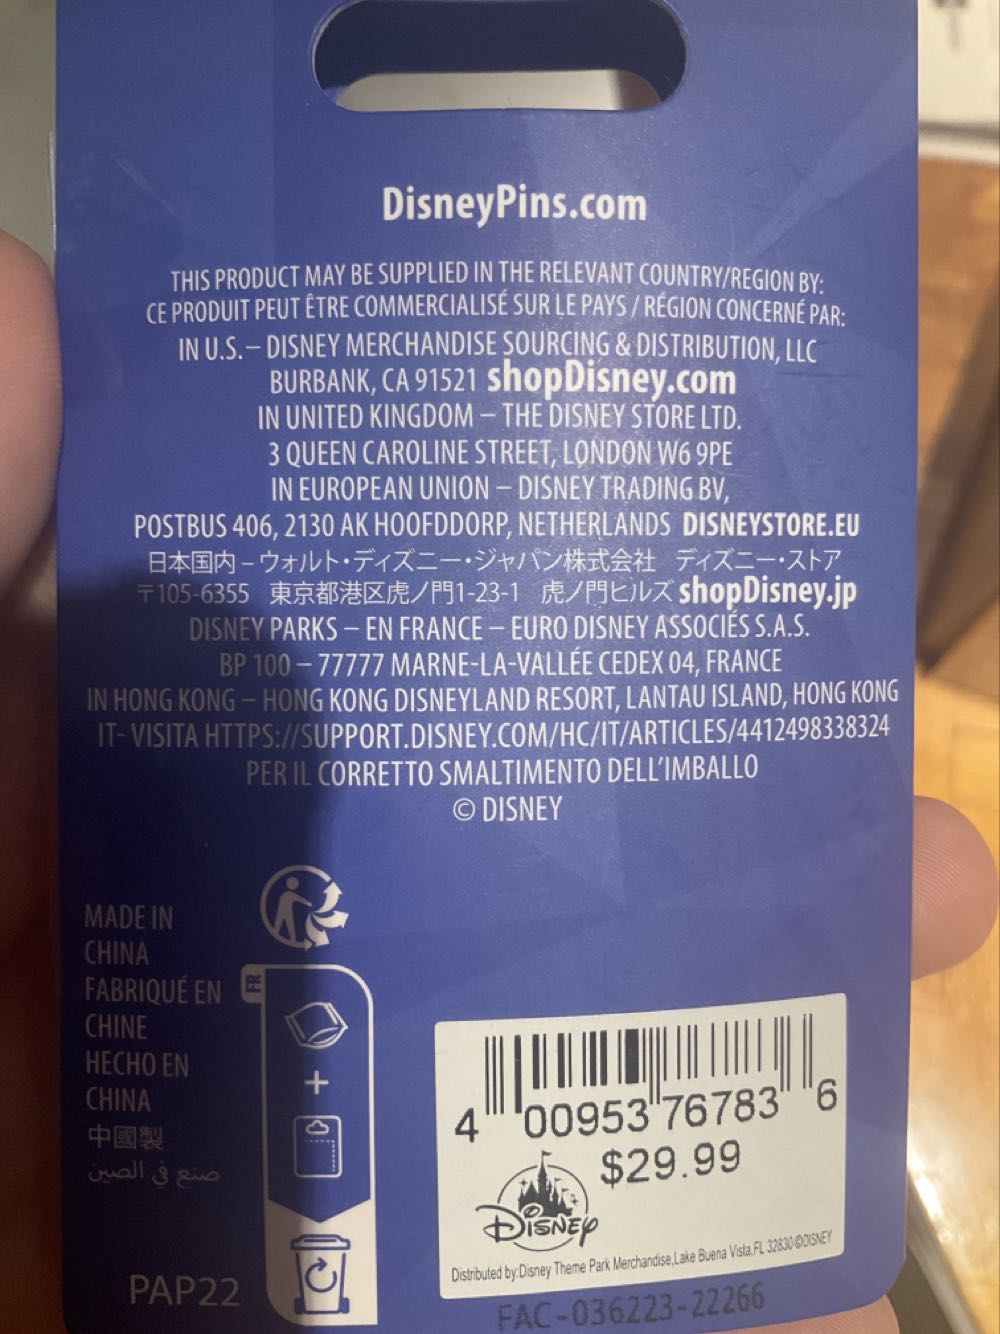 DisneyPins.com
THIS PRODUCT MAY BE SUPPLIED IN THE RELEVANT COUNTRY/REGION BY:
CE PRODUIT PEUT ÊTRE COMMERCIALISÉ SUR LE PAYS / RÉGION CONCERNÉ PAR:
IN U.S.– DISNEY MERCHANDISE SOURCING & DISTRIBUTION, LLC
BURBANK, CA 91521 shopDisney.com
IN UNITED KINGDOM – THE DISNEY STORE LTD.
3 QUEEN CAROLINE STREET, LONDON W6 9PE
IN EUROPEAN UNION – DISNEY TRADING BV,
POSTBUS 406, 2130 AK HOOFDDORP, NETHERLANDS DISNEYSTORE.EU
日本国内 – ウォルト・ディズニー・ジャパン株式会社 ディズニー・ストア
〒105-6355 東京都港区虎ノ門1-23-1 虎ノ門ヒルズ shopDisney.jp
DISNEY PARKS – EN FRANCE – EURO DISNEY ASSOCIÉS S.A.S.
BP 100 – 77777 MARNE-LA-VALLÉE CEDEX 04, FRANCE
IN HONG KONG – HONG KONG DISNEYLAND RESORT, LANTAU ISLAND, HONG KONG
IT- VISITA HTTPS://SUPPORT.DISNEY.COM/HC/IT/ARTICLES/4412498338324
PER IL CORRETTO SMALTIMENTO DELL'IMBALLO
© DISNEY
MADE IN
CHINA
FABRIQUÉ EN
CHINE
HECHO EN
CHINA
中國製
صنع في الصين
PAP22
FR
+
4 00953 76783 6
$29.99
Disney
Distributed by:Disney Theme Park Merchandise,Lake Buena Vista,FL 32830 ©DISNEY
FAC-036223-22266